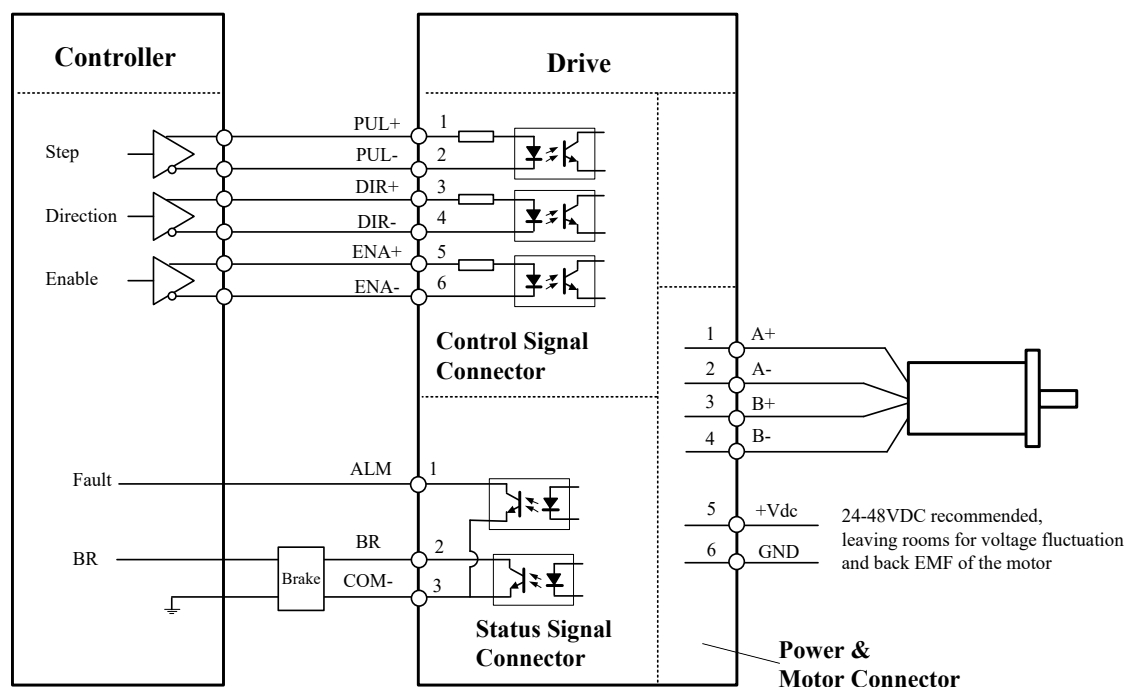 Controller
Drive
Step
PUL+ 1
PUL- 2
Direction
DIR+ 3
DIR- 4
Enable
ENA+ 5
ENA- 6
Control Signal
Connector
1 A+
2 A-
3 B+
4 B-
Fault
ALM 1
BR
BR 2
Brake
COM- 3
5 +Vdc
6 GND
24-48VDC recommended,
leaving rooms for voltage fluctuation
and back EMF of the motor
Status Signal
Connector
Power &
Motor Connector